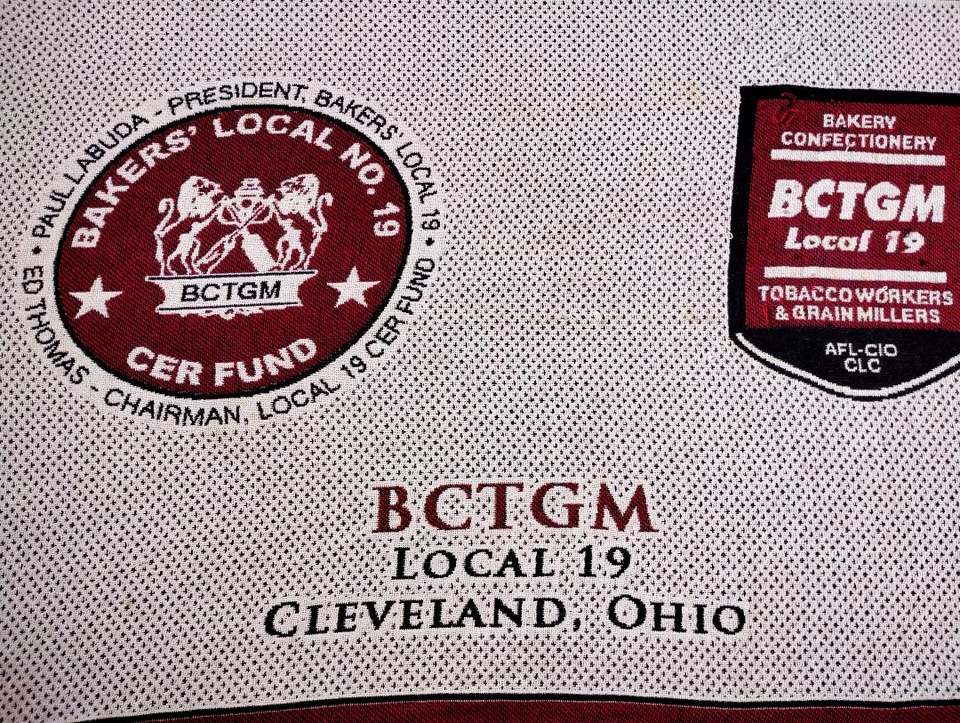 • PAUL LABUDA - PRESIDENT BAKERS LOCAL 19 •
BAKERS' LOCAL NO. 19
BCTGM
CER FUND
ED THOMAS - CHAIRMAN, LOCAL 19 CER FUND
BAKERY
CONFECTIONERY
BCTGM
Local 19
TOBACCO WORKERS
& GRAIN MILLERS
AFL-CIO
CLC
BCTGM
LOCAL 19
CLEVELAND, OHIO